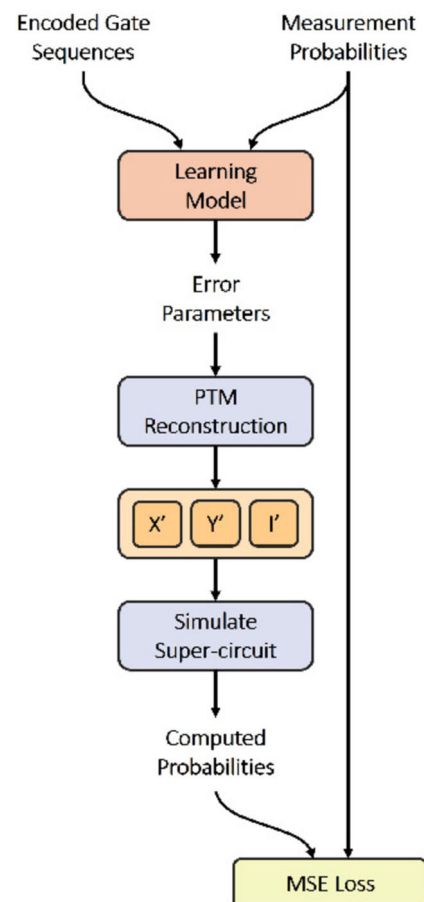 Encoded Gate
Sequences
Measurement
Probabilities
Learning
Model
Error
Parameters
PTM
Reconstruction
X' Y' I'
Simulate
Super-circuit
Computed
Probabilities
MSE Loss